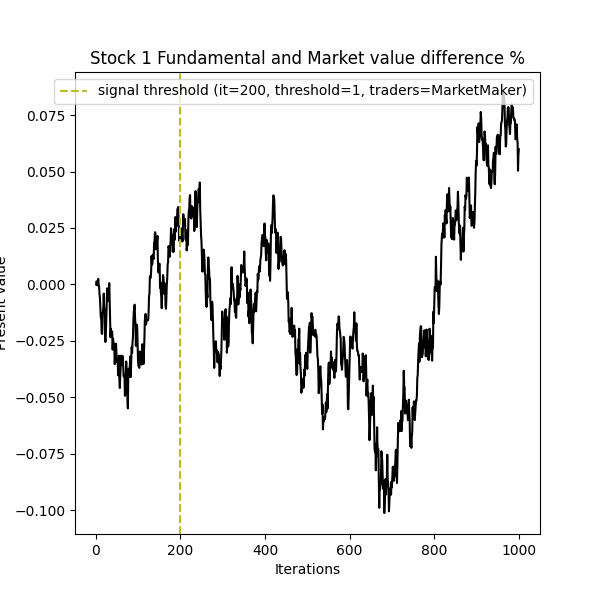 Stock 1 Fundamental and Market value difference %
signal threshold (it=200, threshold=1, traders=MarketMaker)
0.075
0.050
0.025
0.000
−0.025
−0.050
−0.075
−0.100
Present value
0 200 400 600 800 1000
Iterations